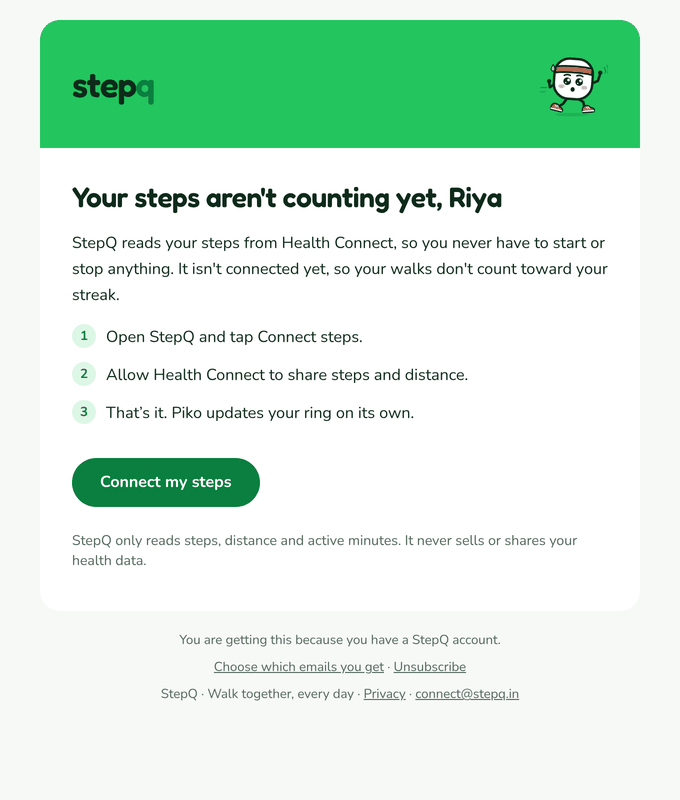 stepq
Your steps aren't counting yet, Riya
StepQ reads your steps from Health Connect, so you never have to start or
stop anything. It isn't connected yet, so your walks don't count toward your
streak.
1 Open StepQ and tap Connect steps.
2 Allow Health Connect to share steps and distance.
3 That’s it. Piko updates your ring on its own.
Connect my steps
StepQ only reads steps, distance and active minutes. It never sells or shares your
health data.
You are getting this because you have a StepQ account.
Choose which emails you get · Unsubscribe
StepQ · Walk together, every day · Privacy · connect@stepq.in